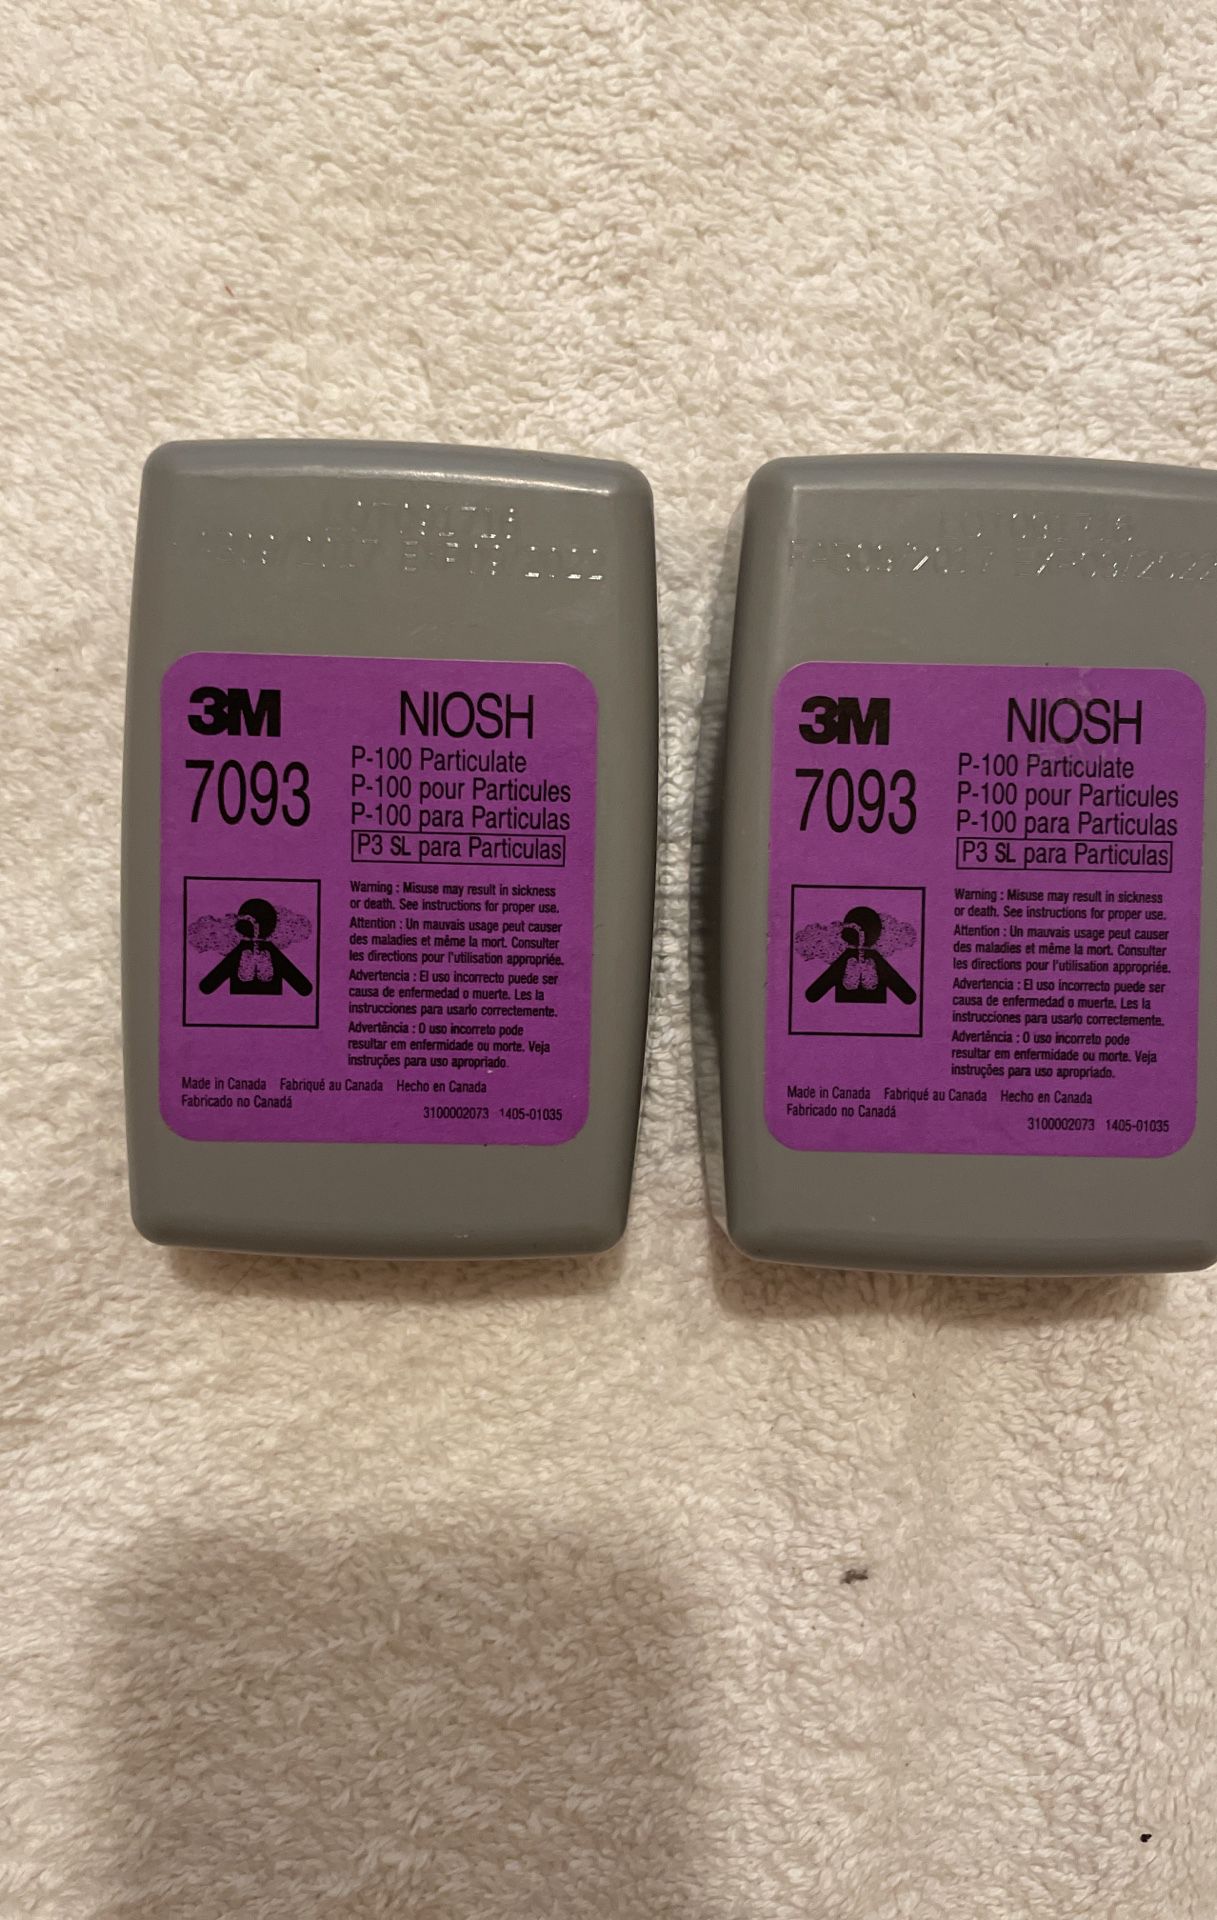 3M NIOSH
7093
P-100 Particulate
P-100 pour Particules
P-100 para Particulas
P3 SL para Particulas
Warning : Misuse may result in sickness
or death. See instructions for proper use.
Attention : Un mauvais usage peut causer
des maladies et même la mort. Consulter
les directions pour l'utilisation appropriée.
Advertencia : El uso incorrecto puede ser
causa de enfermedad o muerte. Les la
instrucciones para usarlo correctemente.
Advertência : O uso incorreto pode
resultar em enfermidade ou morte. Veja
instruções para uso apropriado.
Made in Canada Fabriqué au Canada Hecho en Canada
Fabricado no Canadá
3100002073 1405-01035
3M NIOSH
7093
P-100 Particulate
P-100 pour Particules
P-100 para Particulas
P3 SL para Particulas
Warning : Misuse may result in sickness
or death. See instructions for proper use.
Attention : Un mauvais usage peut causer
des maladies et même la mort. Consulter
les directions pour l'utilisation appropriée.
Advertencia : El uso incorrecto puede ser
causa de enfermedad o muerte. Les la
instrucciones para usarlo correctemente.
Advertência : O uso incorreto pode
resultar em enfermidade ou morte. Veja
instruções para uso apropriado.
Made in Canada Fabriqué au Canada Hecho en Canada
Fabricado no Canadá
3100002073 1405-01035